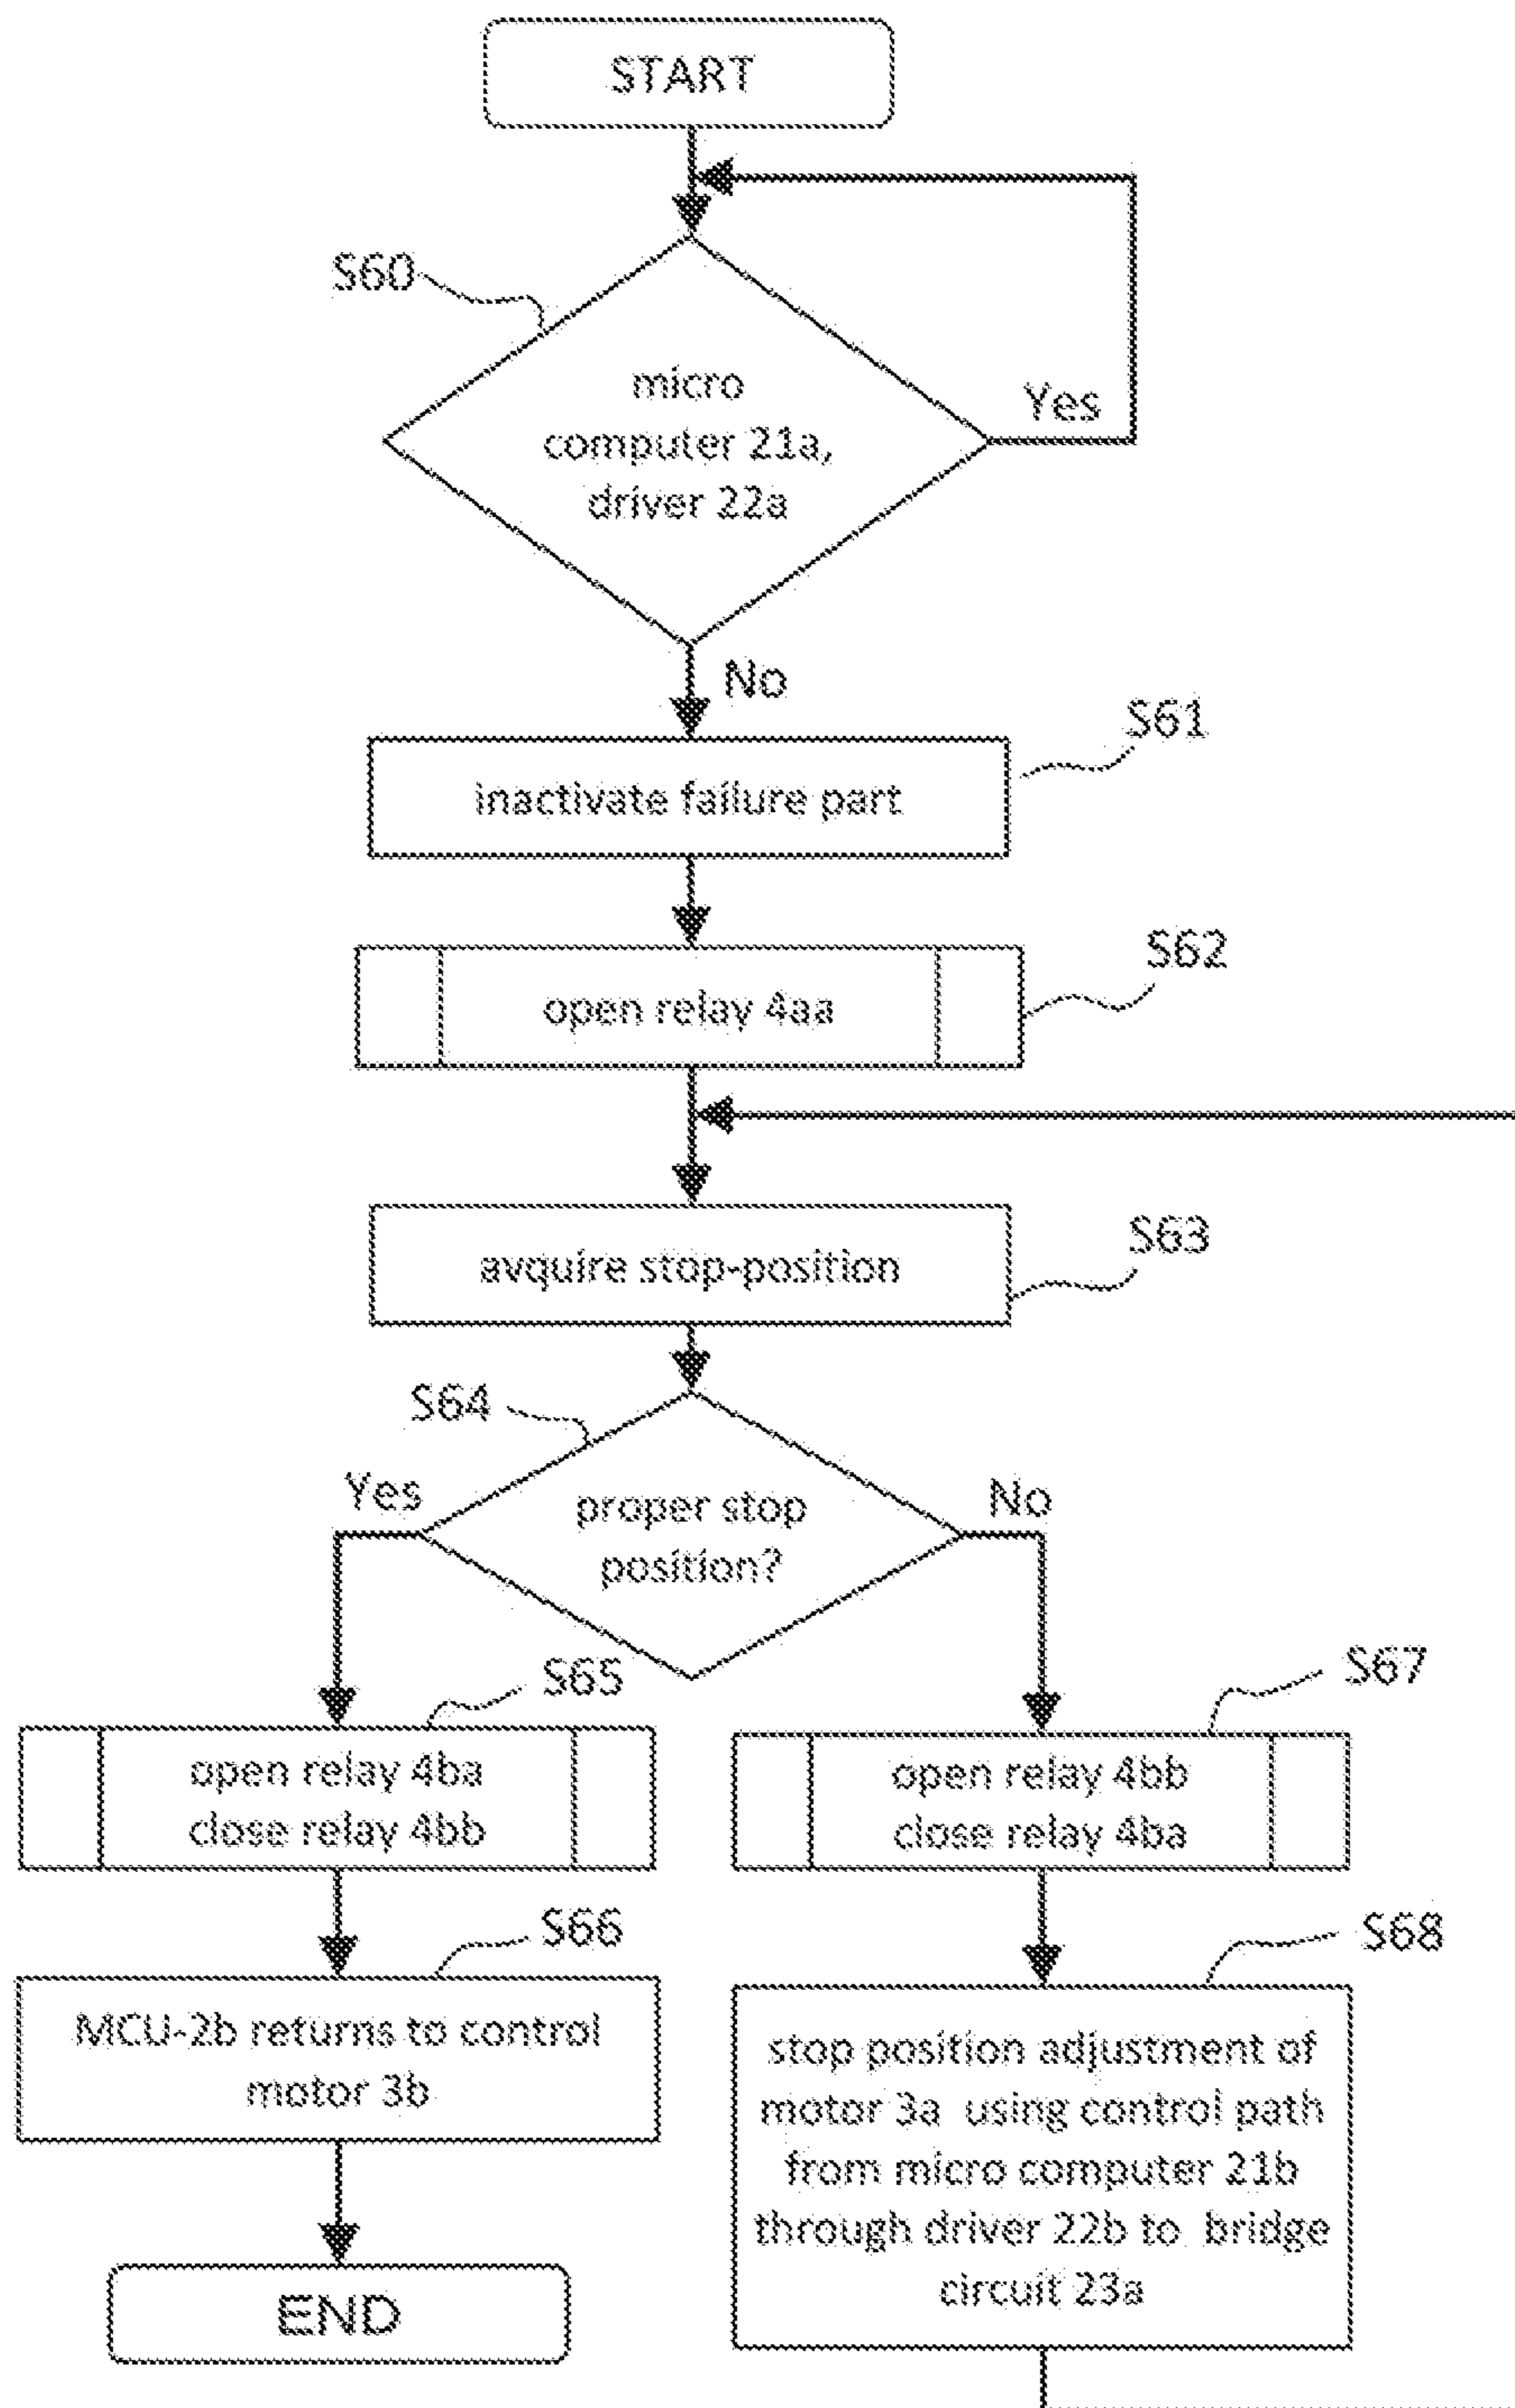 START
S60
micro
computer 21a,
driver 22a
Yes
No
S61
inactivate failure part
S62
open relay 4aa
S63
avquire stop-position
S64
Yes
No
proper stop
position?
S65
open relay 4ba
close relay 4bb
S67
open relay 4bb
close relay 4ba
S66
MCU-2b returns to control
motor 3b
S68
stop position adjustment of
motor 3a using control path
from micro computer 21b
through driver 22b to bridge
circuit 23a
END